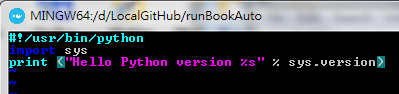 MINGW64:/d/LocalGitHub/runBookAuto
#!/usr/bin/python
import sys
print ("Hello Python version %s" % sys.version)
~
~